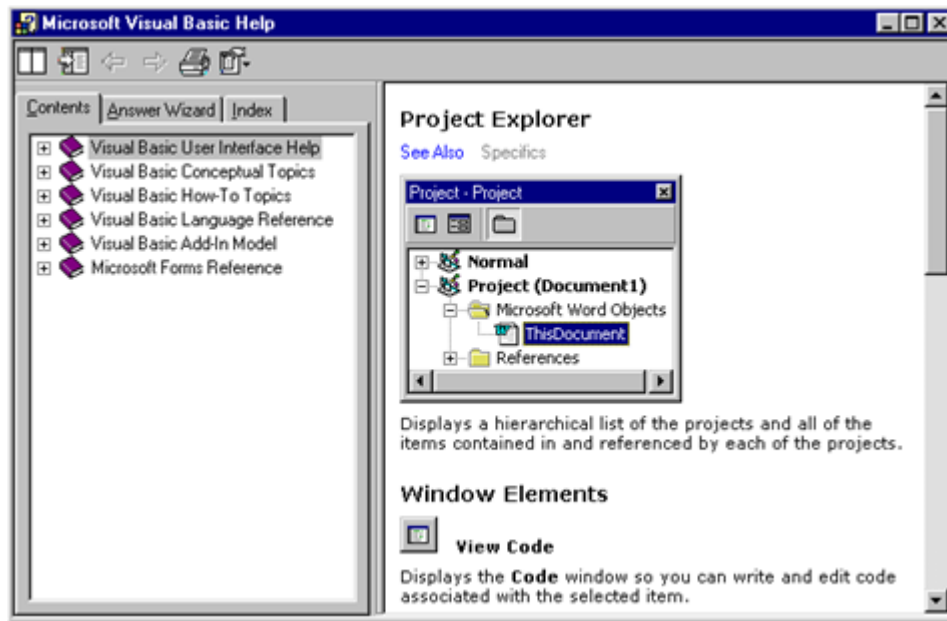 Microsoft Visual Basic Help
Contents Answer Wizard Index
Visual Basic User Interface Help
Visual Basic Conceptual Topics
Visual Basic How-To Topics
Visual Basic Language Reference
Visual Basic Add-In Model
Microsoft Forms Reference
Project Explorer
See Also Specifics
Project - Project
Normal
Project (Document1)
Microsoft Word Objects
ThisDocument
References
Displays a hierarchical list of the projects and all of the
items contained in and referenced by each of the projects.
Window Elements
View Code
Displays the Code window so you can write and edit code
associated with the selected item.